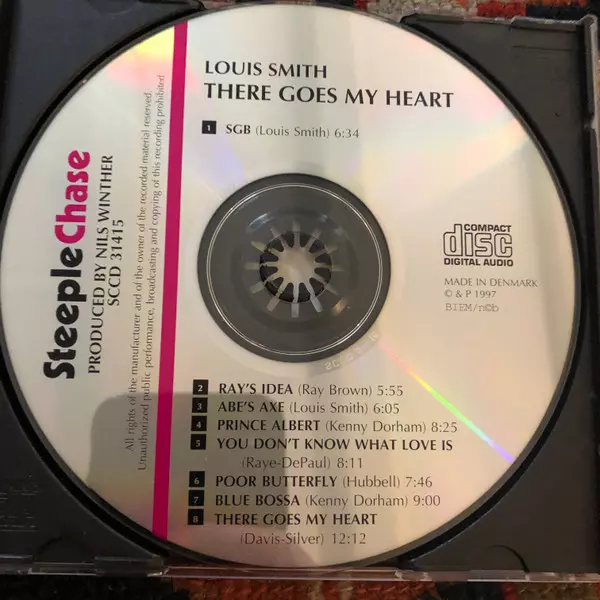 LOUIS SMITH
THERE GOES MY HEART
1 SGB (Louis Smith) 6:34
SteepleChase
PRODUCED BY NILS WINTHER
SCCD 31415
All rights of the manufacturer and of the owner of the recorded material reserved.
Unauthorized public performance, broadcasting and copying of this recording prohibited
COMPACT
disc
DIGITAL AUDIO
MADE IN DENMARK
© & P 1997
BIEM/n©b
2 RAY'S IDEA (Ray Brown) 5:55
3 ABE'S AXE (Louis Smith) 6:05
4 PRINCE ALBERT (Kenny Dorham) 8:25
5 YOU DON'T KNOW WHAT LOVE IS
(Raye-DePaul) 8:11
6 POOR BUTTERFLY (Hubbell) 7:46
7 BLUE BOSSA (Kenny Dorham) 9:00
8 THERE GOES MY HEART
(Davis-Silver) 12:12